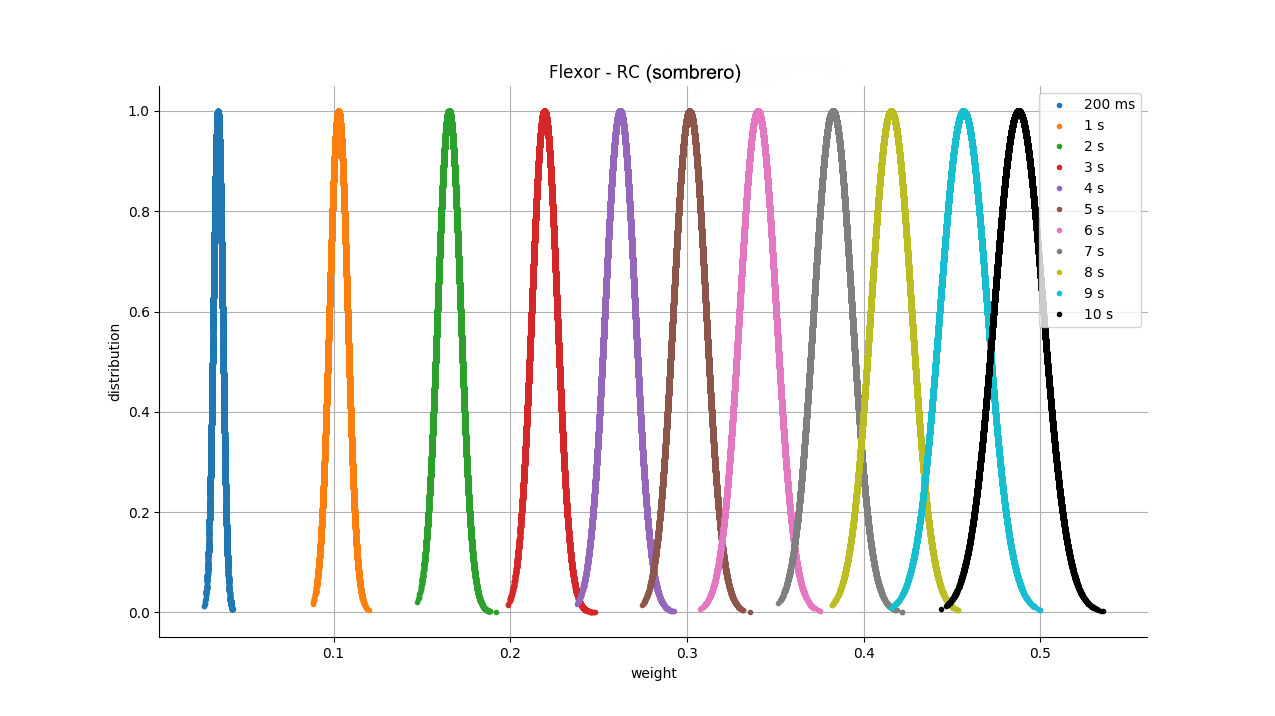 Flexor - RC (sombrero)
1.0
0.8
0.6
0.4
0.2
0.0
distribution
0.1 0.2 0.3 0.4 0.5
weight
200 ms
1 s
2 s
3 s
4 s
5 s
6 s
7 s
8 s
9 s
10 s